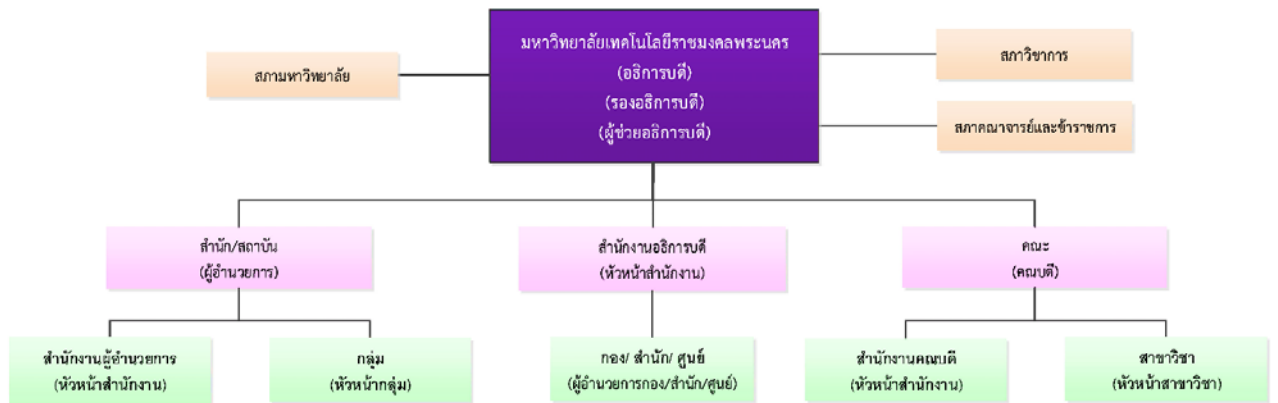 มหาวิทยาลัยเทคโนโลยีราชมงคลพระนคร
(อธิการบดี)
(รองอธิการบดี)
(ผู้ช่วยอธิการบดี)
สภามหาวิทยาลัย
สภาวิชาการ
สภาคณาจารย์และข้าราชการ
สำนัก/สถาบัน
(ผู้อำนวยการ)
สำนักงานอธิการบดี
(หัวหน้าสำนักงาน)
คณะ
(คณบดี)
สำนักงานผู้อำนวยการ
(หัวหน้าสำนักงาน)
กลุ่ม
(หัวหน้ากลุ่ม)
กอง/ สำนัก/ ศูนย์
(ผู้อำนวยการกอง/สำนัก/ศูนย์)
สำนักงานคณบดี
(หัวหน้าสำนักงาน)
สาขาวิชา
(หัวหน้าสาขาวิชา)